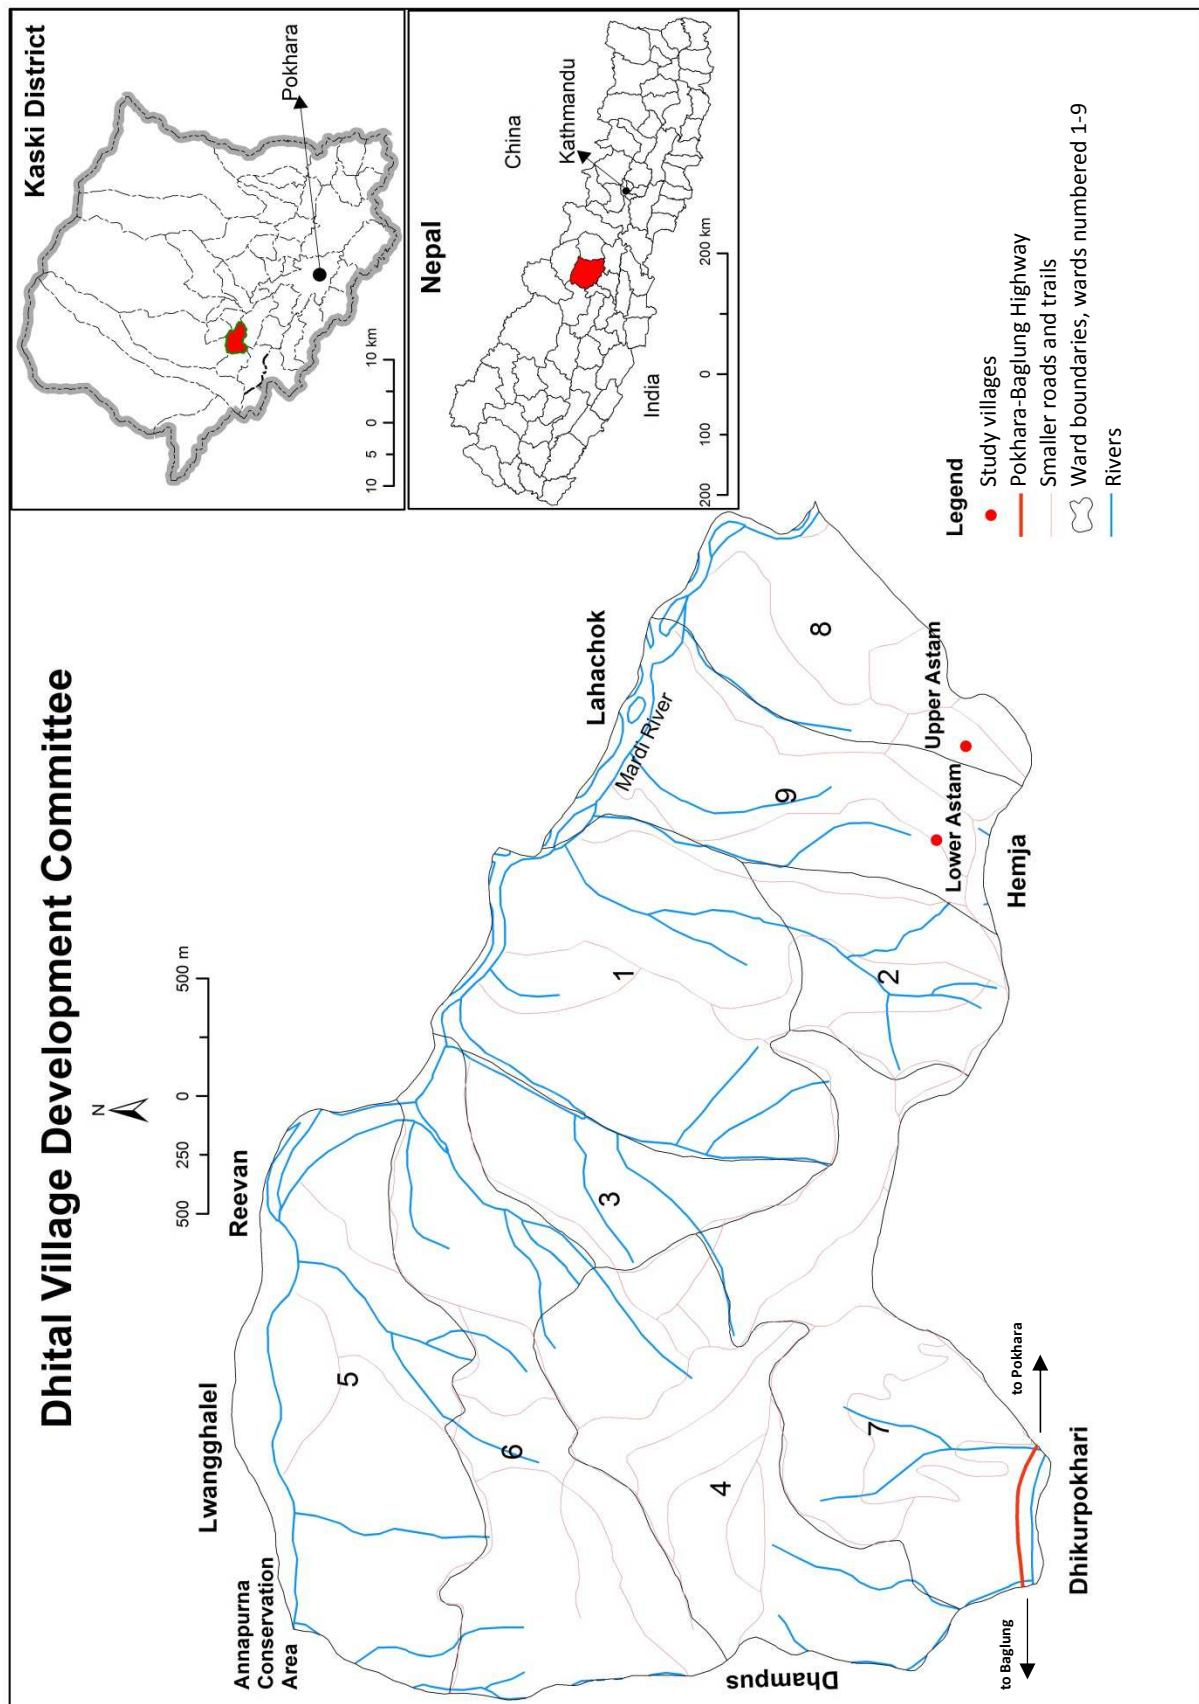 Dhital Village Development Committee
N
500 250 0 500 m
Annapurna
Conservation
Area
Lwangghalel
Reevan
Lahachok
Mardi River
Dhampus
Dhikurpokhari
Hemja
Lower Astam
Upper Astam
to Baglung
to Pokhara
5
6
4
7
3
1
2
9
8
Kaski District
Pokhara
10 5 0 10 km
Nepal
China
Kathmandu
India
200 100 0 200 km
Legend
Study villages
Pokhara-Baglung Highway
Smaller roads and trails
Ward boundaries, wards numbered 1-9
Rivers